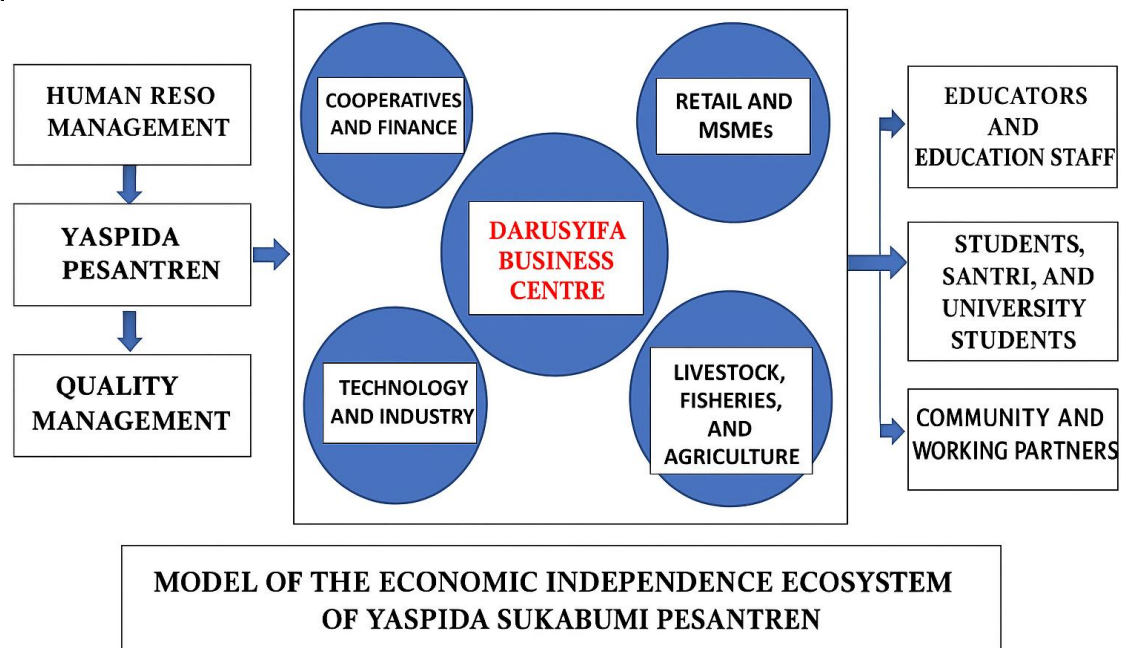 HUMAN RESO
MANAGEMENT
YASPIDA
PESANTREN
QUALITY
MANAGEMENT
COOPERATIVES
AND FINANCE
RETAIL AND
MSMEs
DARUSYIFA
BUSINESS
CENTRE
TECHNOLOGY
AND INDUSTRY
LIVESTOCK,
FISHERIES,
AND
AGRICULTURE
EDUCATORS
AND
EDUCATION STAFF
STUDENTS,
SANTRI, AND
UNIVERSITY
STUDENTS
COMMUNITY AND
WORKING PARTNERS
MODEL OF THE ECONOMIC INDEPENDENCE ECOSYSTEM
OF YASPIDA SUKABUMI PESANTREN